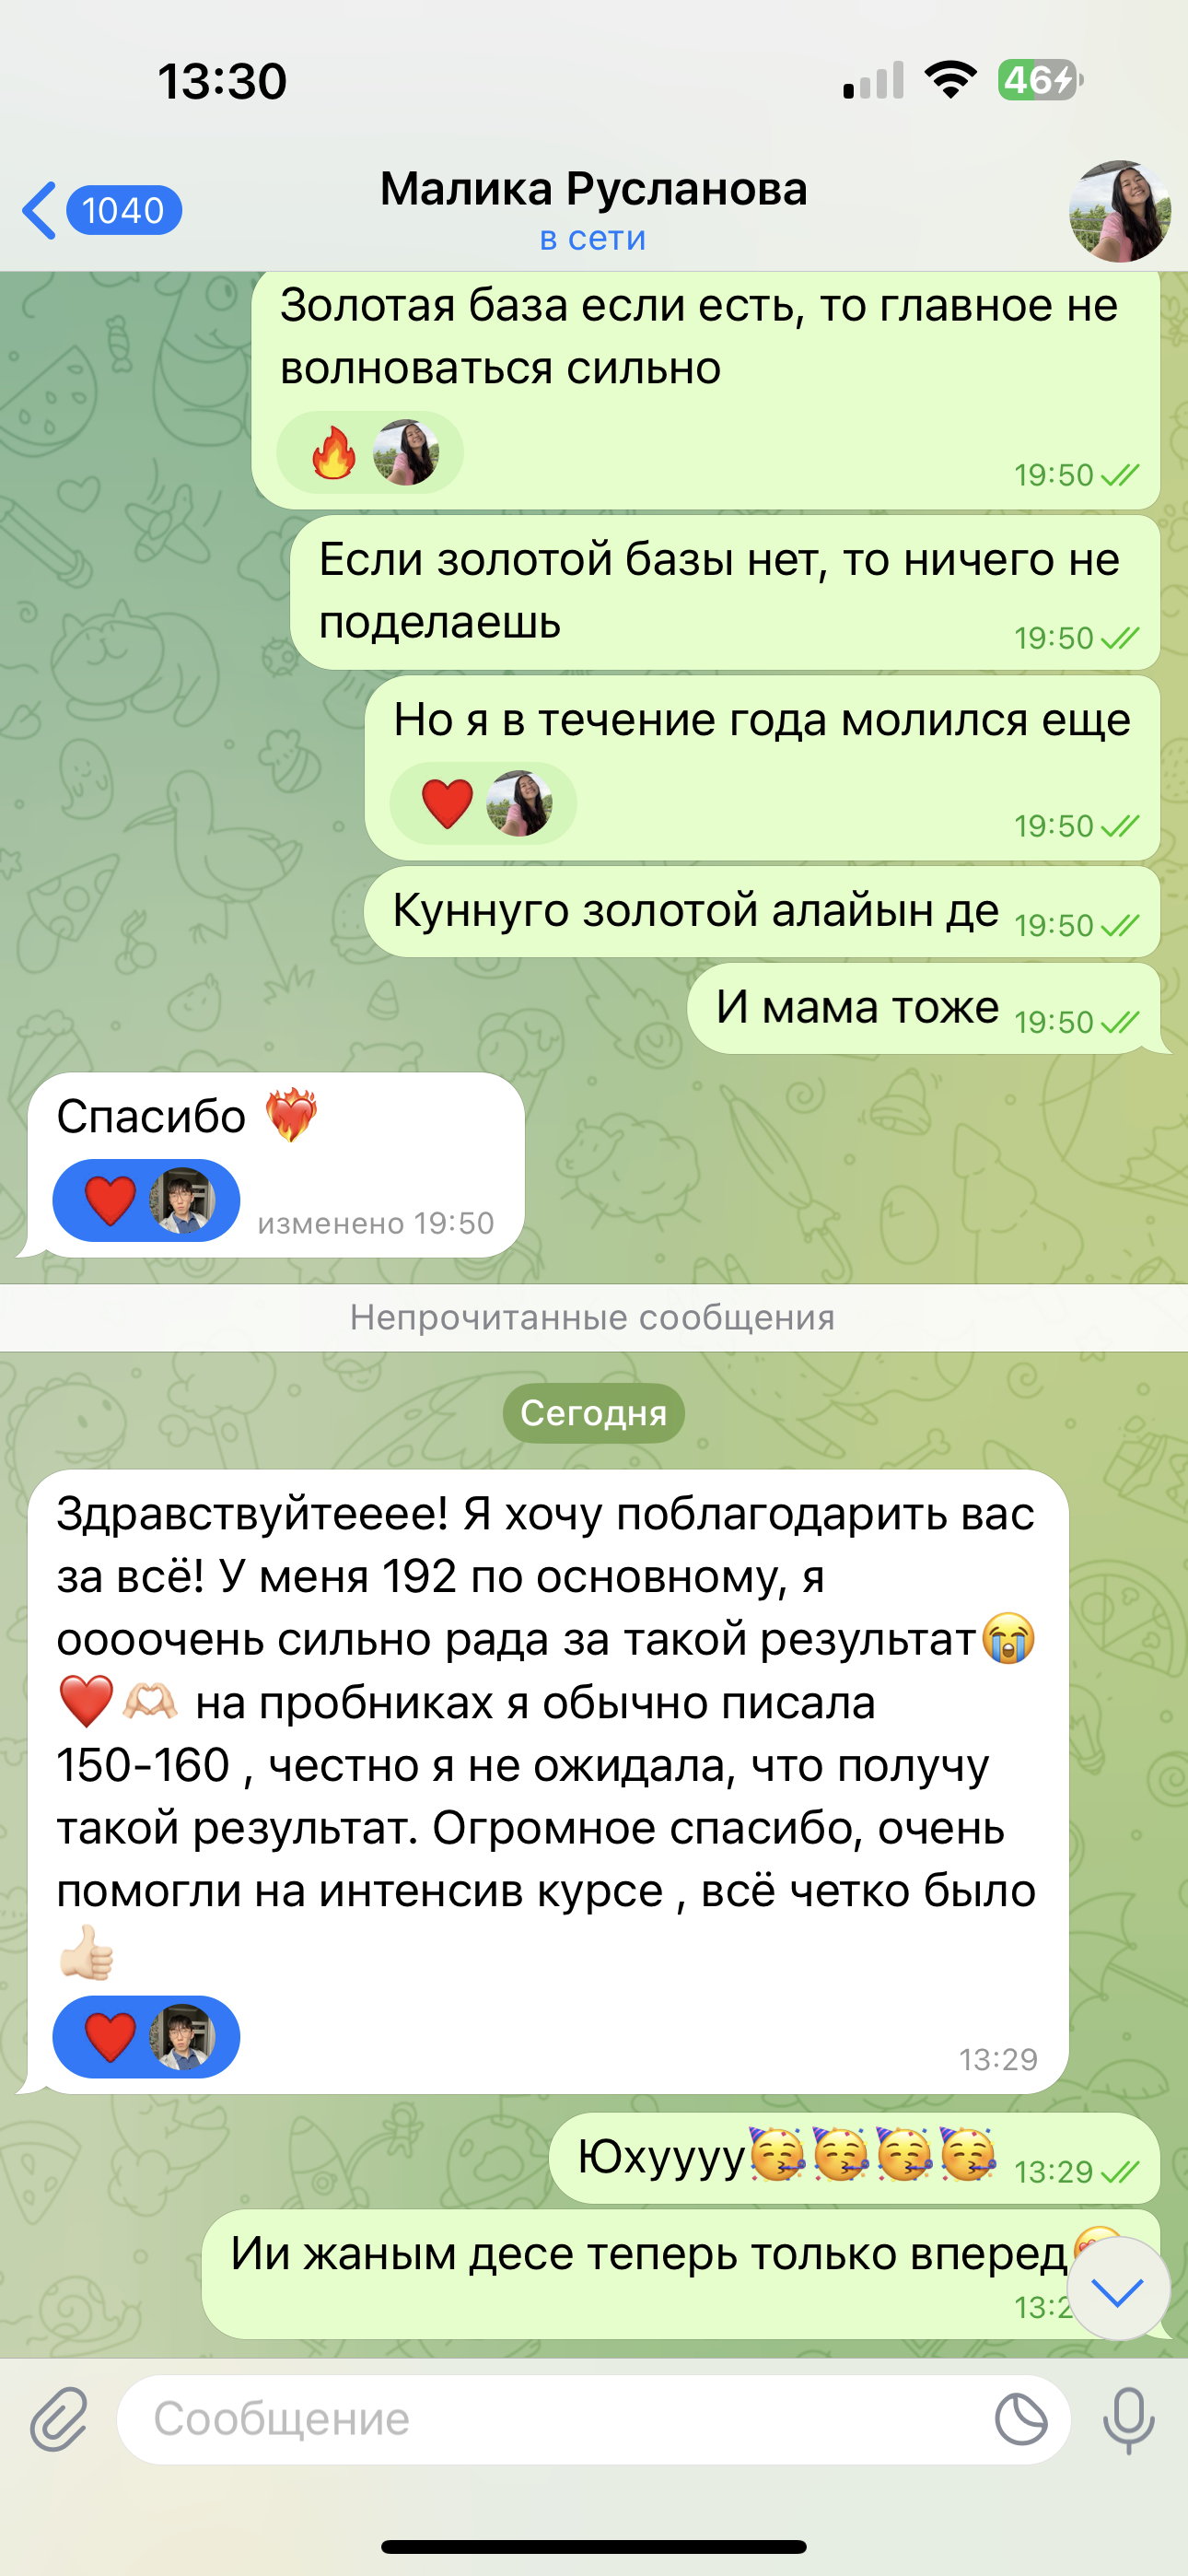 13:30
46
1040
Малика Русланова
в сети
Золотая база если есть, то главное не
волноваться сильно
🔥
19:50
Если золотой базы нет, то ничего не
поделаешь
19:50
Но я в течение года молился еще
❤️
19:50
Куннуго золотой алайын де 19:50
И мама тоже 19:50
Спасибо ❤️‍🔥
❤️ изменено 19:50
Непрочитанные сообщения
Сегодня
Здравствуйтееее! Я хочу поблагодарить вас
за всё! У меня 192 по основному, я
оооочень сильно рада за такой результат😭
❤️🫶🏻 на пробниках я обычно писала
150-160 , честно я не ожидала, что получу
такой результат. Огромное спасибо, очень
помогли на интенсив курсе , всё четко было
👍🏻
❤️
13:29
Юхуууу🥳🥳🥳🥳 13:29
Ии жаным десе теперь только вперед
13:2
Сообщение